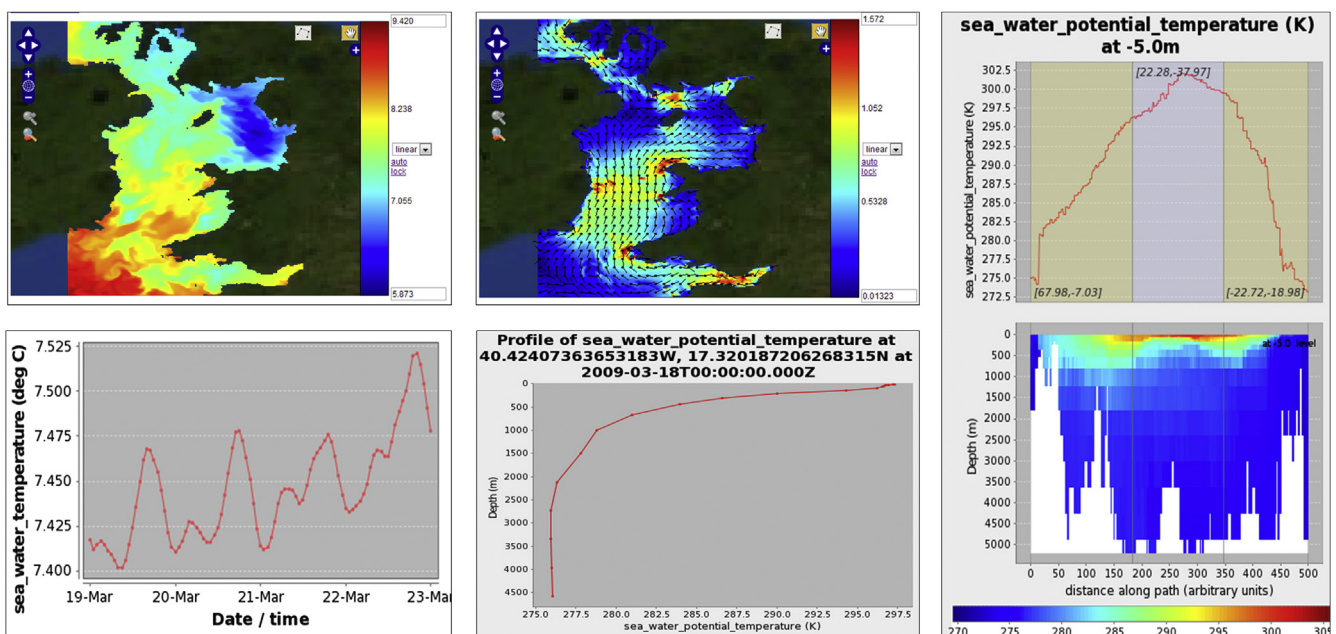 9.420
8.238
linear
auto
lock
7.055
5.873
1.572
1.052
linear
auto
lock
0.5328
0.01323
sea_water_potential_temperature (K)
at -5.0m
sea_water_potential_temperature (K)
302.5
300.0
297.5
295.0
292.5
290.0
287.5
285.0
282.5
280.0
277.5
275.0
272.5
[22.28,-37.97]
[67.98,-7.03]
[-22.72,-18.98]
sea_water_temperature (deg C)
7.525
7.500
7.475
7.450
7.425
7.400
19-Mar 20-Mar 21-Mar 22-Mar 23-Mar
Date / time
Profile of sea_water_potential_temperature at
40.42407363653183W, 17.320187206268315N at
2009-03-18T00:00:00.000Z
Depth (m)
0
500
1000
1500
2000
2500
3000
3500
4000
4500
275.0 277.5 280.0 282.5 285.0 287.5 290.0 292.5 295.0 297.5
sea_water_potential_temperature (K)
Depth (m)
0
500
1000
1500
2000
2500
3000
3500
4000
4500
5000
at -5.0 level
0 50 100 150 200 250 300 350 400 450 500
distance along path (arbitrary units)
270 275 280 285 290 295 300 305